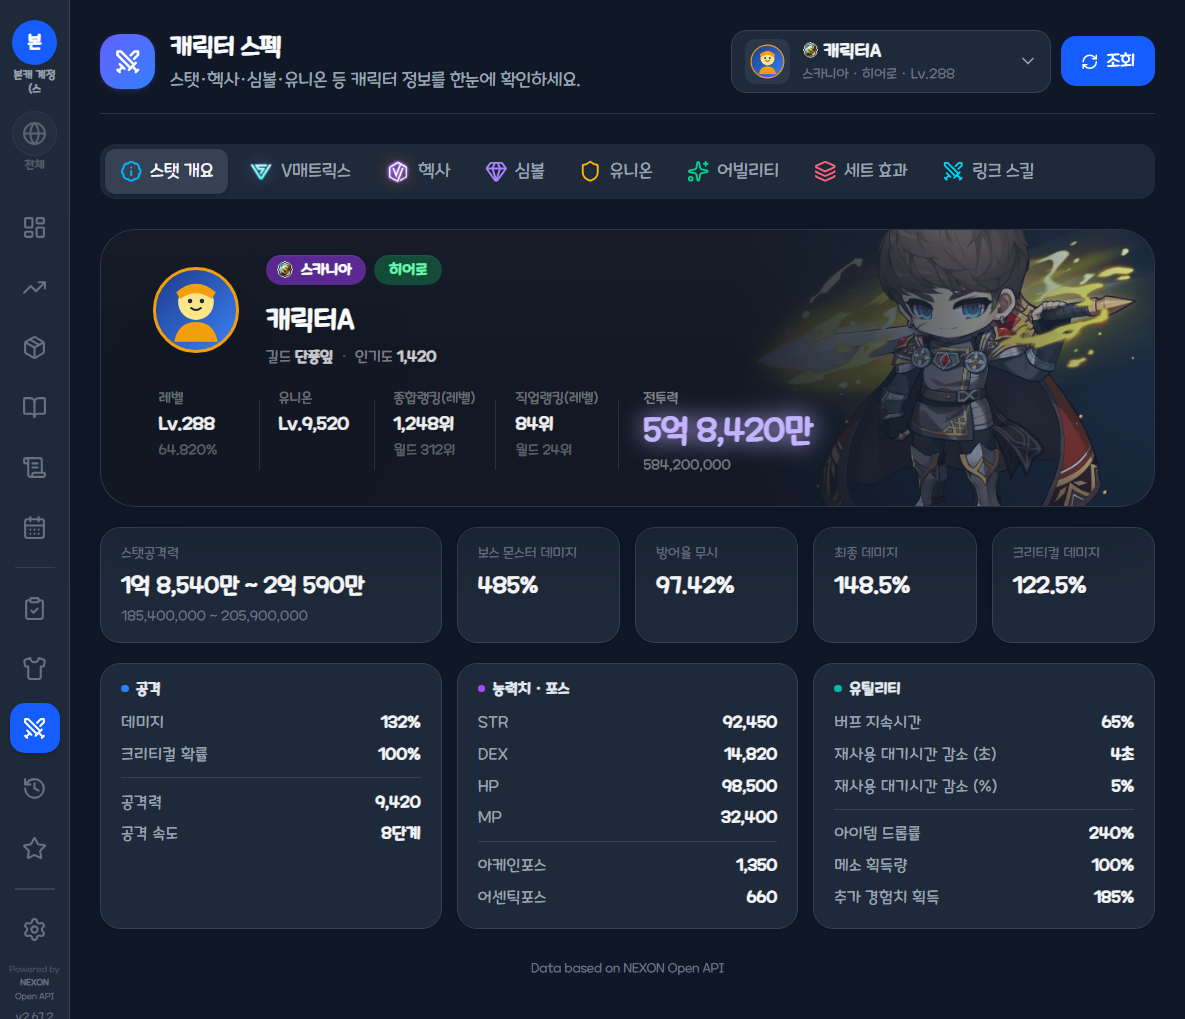 본
본캐 계정
(스
전체
Powered by
NEXON
Open API
v2.67.2
캐릭터 스펙
스탯·헥사·심볼·유니온 등 캐릭터 정보를 한눈에 확인하세요.
캐릭터A
스카니아 · 히어로 · Lv.288
조회
스탯 개요
V매트릭스
헥사
심볼
유니온
어빌리티
세트 효과
링크 스킬
스카니아
히어로
캐릭터A
길드 단풍잎 · 인기도 1,420
레벨
Lv.288
64.820%
유니온
Lv.9,520
종합랭킹(레벨)
1,248위
월드 312위
직업랭킹(레벨)
84위
월드 24위
전투력
5억 8,420만
584,200,000
스탯공격력
1억 8,540만 ~ 2억 590만
185,400,000 ~ 205,900,000
보스 몬스터 데미지
485%
방어율 무시
97.42%
최종 데미지
148.5%
크리티컬 데미지
122.5%
공격
데미지 132%
크리티컬 확률 100%
공격력 9,420
공격 속도 8단계
능력치 · 포스
STR 92,450
DEX 14,820
HP 98,500
MP 32,400
아케인포스 1,350
어센틱포스 660
유틸리티
버프 지속시간 65%
재사용 대기시간 감소 (초) 4초
재사용 대기시간 감소 (%) 5%
아이템 드롭률 240%
메소 획득량 100%
추가 경험치 획득 185%
Data based on NEXON Open API